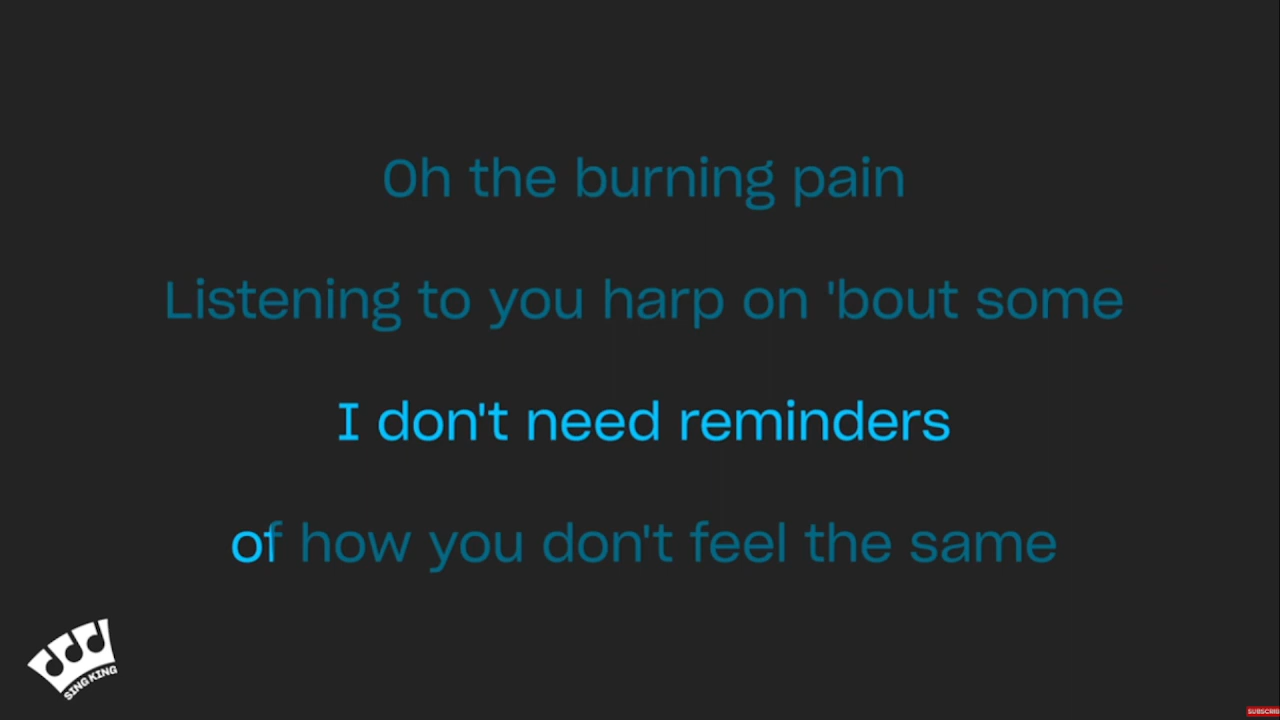 Oh the burning pain
Listening to you harp on 'bout some
I don't need reminders
of how you don't feel the same
SING KING